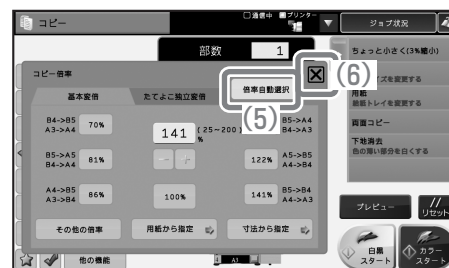 コピー
通信中
プリンター
ジョブ状況
部数 1
ちょっと小さく(3%縮小)
コピー倍率
基本変倍
たてよこ独立変倍
倍率自動選択
(5)
(6)
ズを変更する
用紙
給紙トレイを変更する
両面コピー
下地消去
色の薄い部分を白くする
B4->B5
A3->A4
70%
141
%
(25~200)
B5->A4
B4->A3
B5->A5
B4->A4
81%
- +
122%
A5->B5
A4->B4
A4->B5
A3->B4
86%
100%
141%
B5->B4
A4->A3
その他の倍率
用紙から指定
寸法から指定
プレビュー
リセット
他の機能
A3
白黒
スタート
カラー
スタート